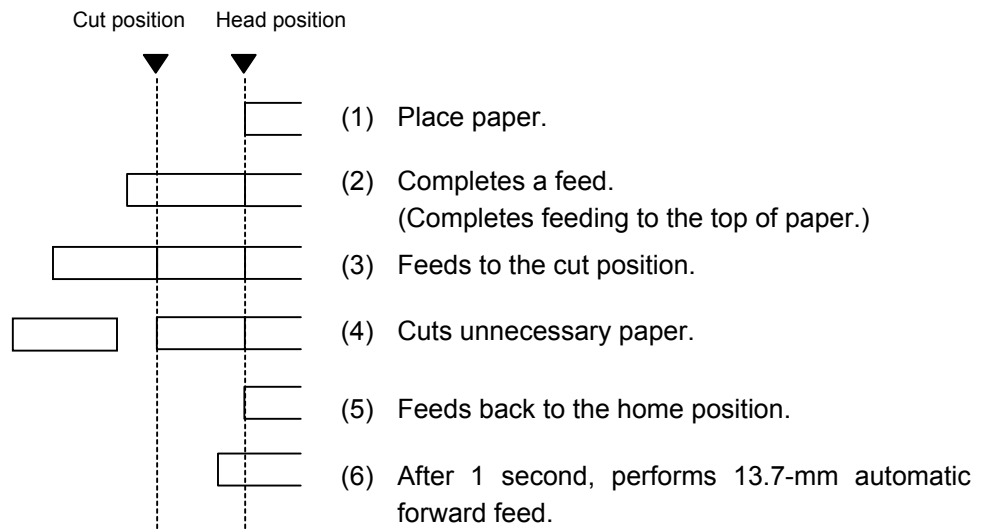 Cut position Head position
(1) Place paper.
(2) Completes a feed.
(Completes feeding to the top of paper.)
(3) Feeds to the cut position.
(4) Cuts unnecessary paper.
(5) Feeds back to the home position.
(6) After 1 second, performs 13.7-mm automatic
forward feed.